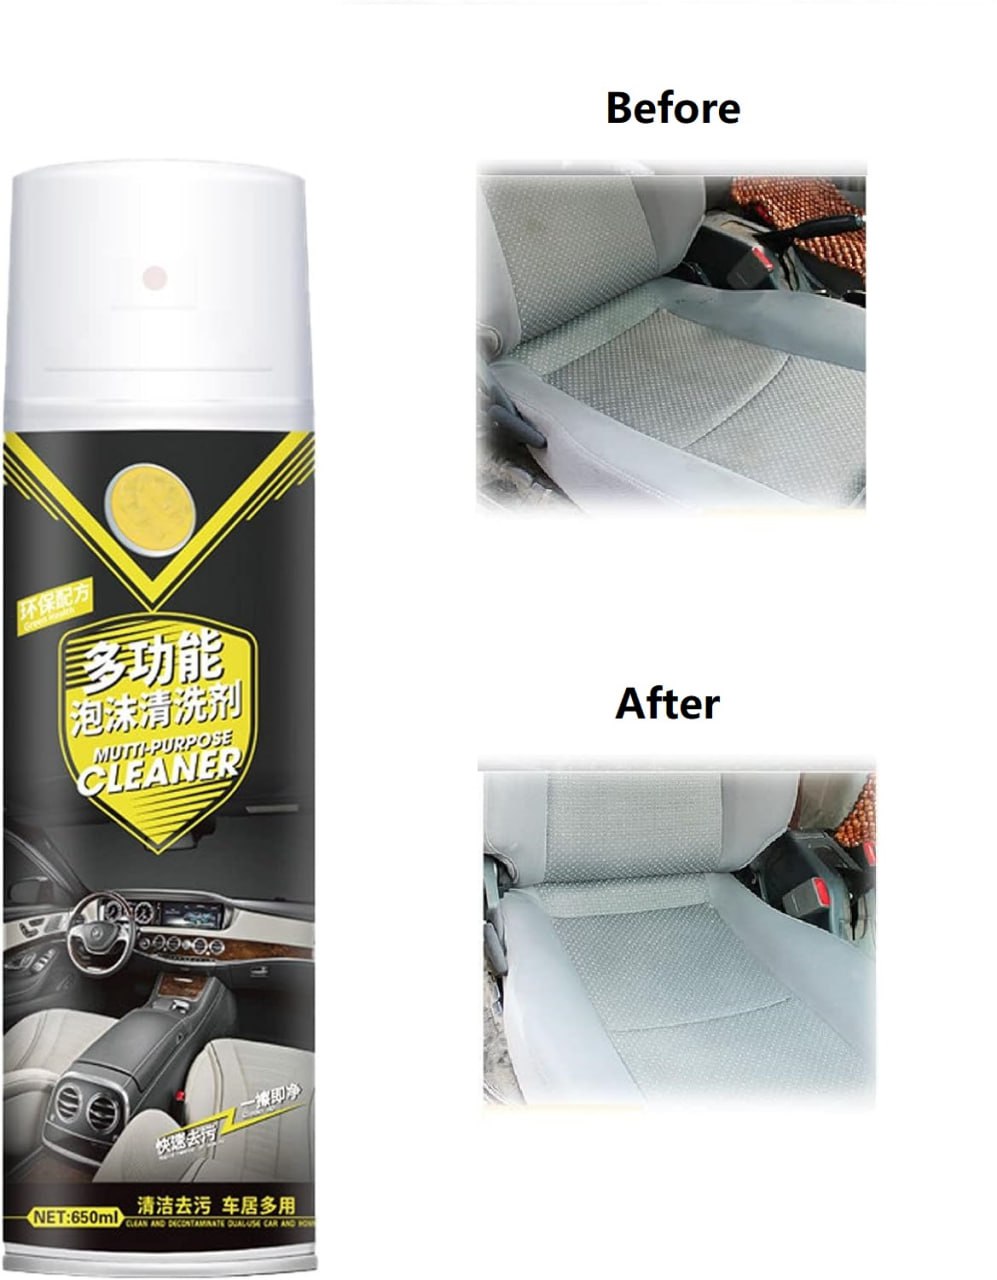 Before
环保配方
Green Health
多功能
泡沫清洗剂
MUTTI-PURPOSE
CLEANER
After
一擦即净
快速去污
清洁去污 车居多用
NET:650ml
CLEAN AND DECONTAMINATE DUAL-USE CAR AND HOM